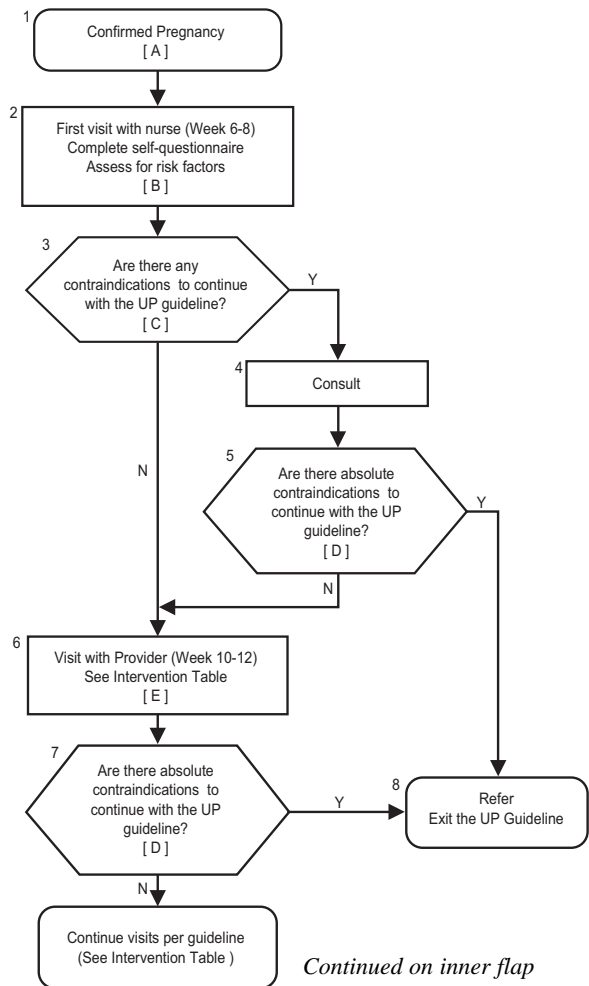 1
Confirmed Pregnancy
[ A ]
2
First visit with nurse (Week 6-8)
Complete self-questionnaire
Assess for risk factors
[ B ]
3
Are there any
contraindications to continue
with the UP guideline?
[ C ]
Y
N
4
Consult
5
Are there absolute
contraindications to
continue with the UP
guideline?
[ D ]
Y
N
6
Visit with Provider (Week 10-12)
See Intervention Table
[ E ]
7
Are there absolute
contraindications to
continue with the UP
guideline?
[ D ]
Y
N
8
Refer
Exit the UP Guideline
Continue visits per guideline
(See Intervention Table )
Continued on inner flap